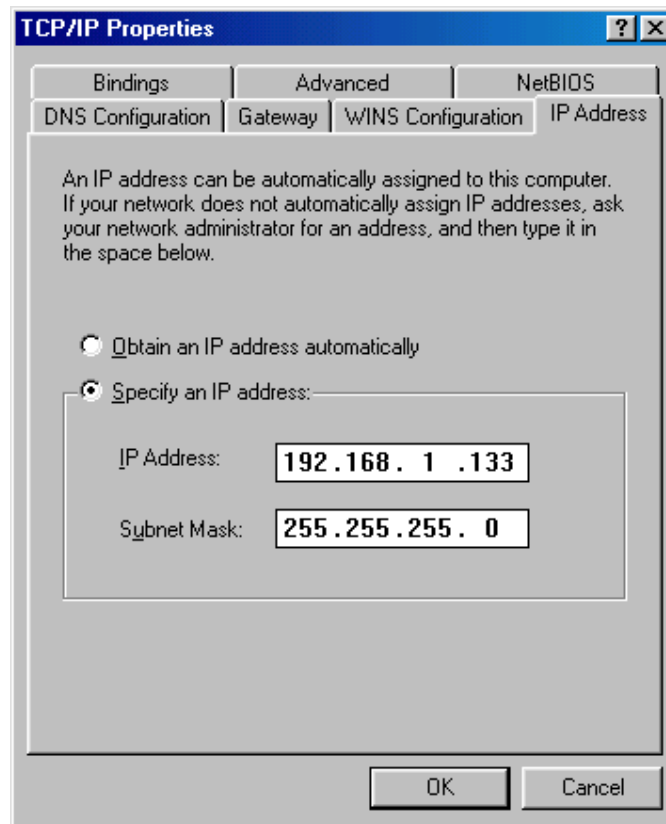 TCP/IP Properties
Bindings Advanced NetBIOS
DNS Configuration Gateway WINS Configuration IP Address
An IP address can be automatically assigned to this computer.
If your network does not automatically assign IP addresses, ask
your network administrator for an address, and then type it in
the space below.
Obtain an IP address automatically
Specify an IP address:
IP Address: 192.168. 1 .133
Subnet Mask: 255.255.255. 0
OK Cancel